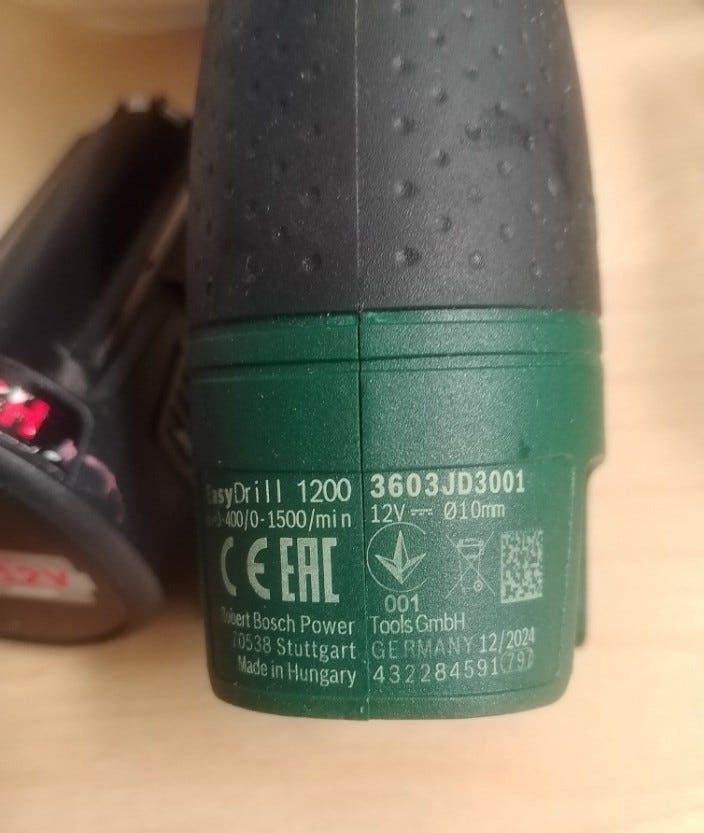 EasyDrill 1200 3603JD3001
n=0-400/0-1500/min 12V⎓ Ø10mm
CE EAC
001
Robert Bosch Power Tools GmbH
70538 Stuttgart GERMANY 12/2024
Made in Hungary 432284591(79)
12V